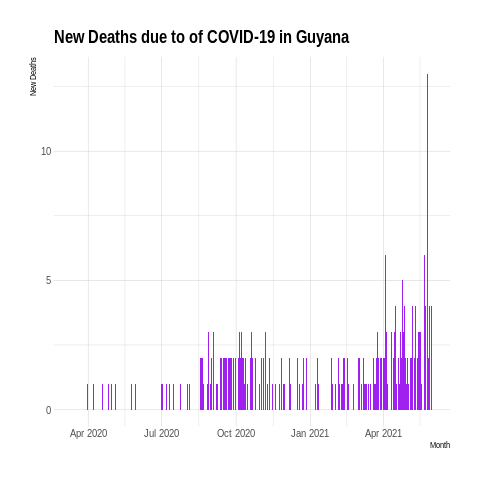 New Deaths due to of COVID-19 in Guyana
New Deaths
10
5
0
Apr 2020 Jul 2020 Oct 2020 Jan 2021 Apr 2021
Month